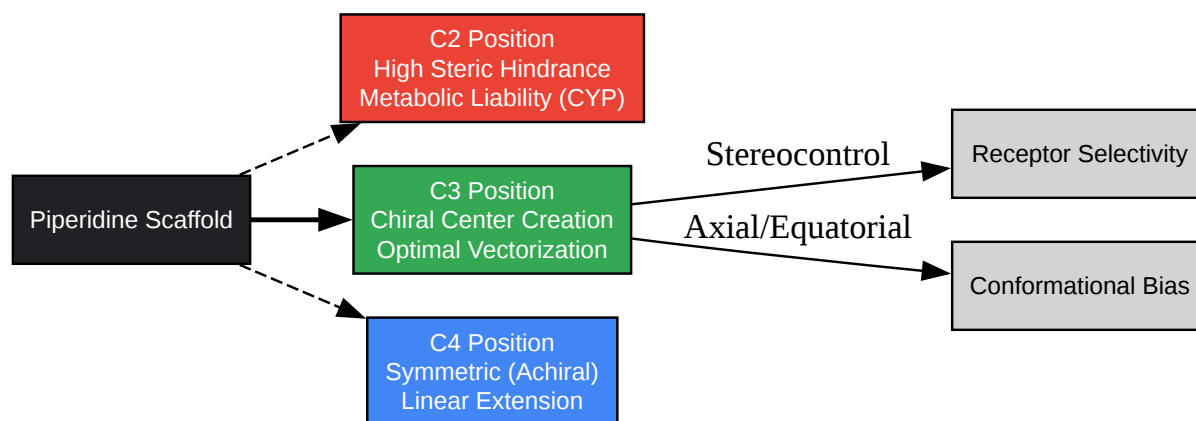 Piperidine Scaffold
C2 Position
High Steric Hindrance
Metabolic Liability (CYP)
C3 Position
Chiral Center Creation
Optimal Vectorization
C4 Position
Symmetric (Achiral)
Linear Extension
Stereocontrol
Axial/Equatorial
Receptor Selectivity
Conformational Bias